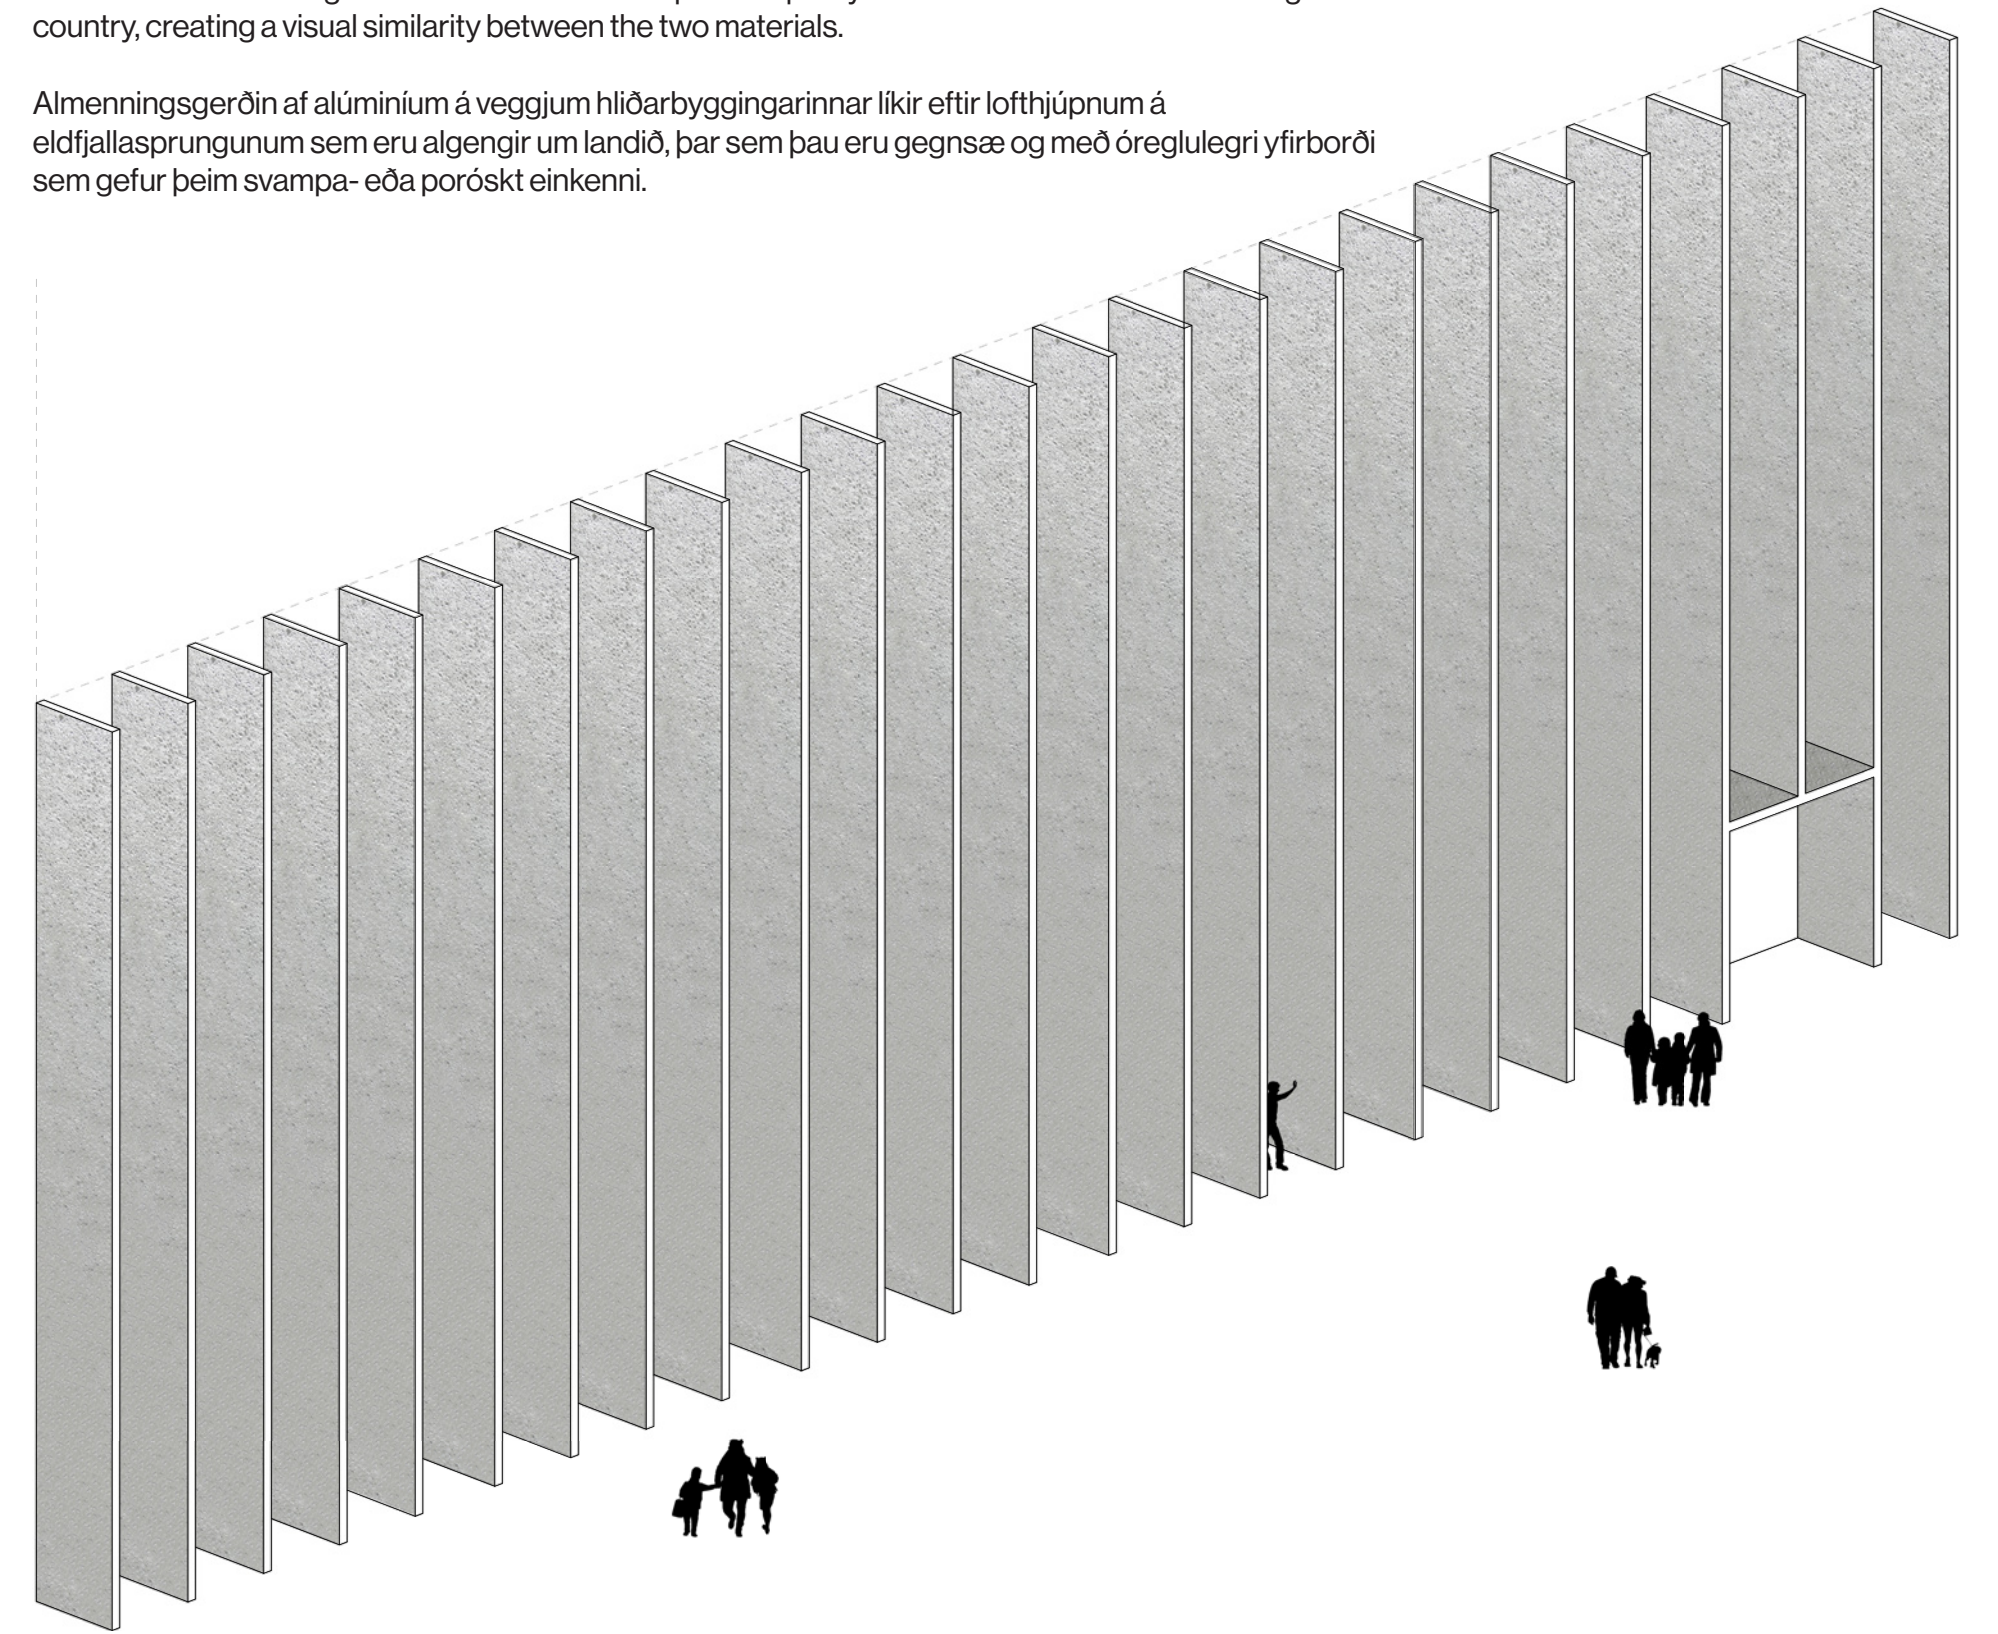 country, creating a visual similarity between the two materials.
Almenningsgerðin af alúminíum á veggjum hliðarbyggingarinnar líkir eftir lofthjúpnum á
eldfjallasprungunum sem eru algengir um landið, þar sem þau eru gegnsæ og með óreglulegri yfirborði
sem gefur þeim svampa- eða poróskt einkenni.